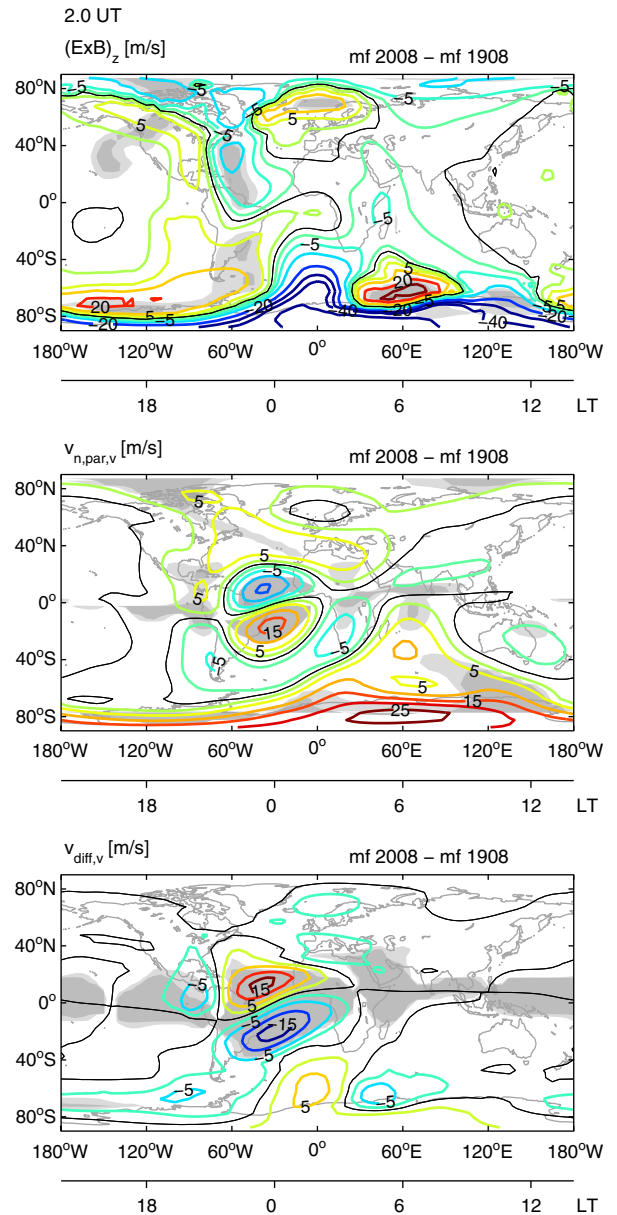 2.0 UT
(ExB)z [m/s]
mf 2008 − mf 1908
80°N
40°N
0°
40°S
80°S
−5 −5 −5 −5
5 5 −5
−5
−5
5 20 −5
20 5 −5 −20 −40 −20 −5 −40 −20
180°W 120°W 60°W 0° 60°E 120°E 180°W
18 0 6 12 LT
vn,par,v [m/s]
mf 2008 − mf 1908
80°N
40°N
0°
40°S
80°S
5
5
−5
5
15
−5 5 −5 5
5 15
25
180°W 120°W 60°W 0° 60°E 120°E 180°W
18 0 6 12 LT
vdiff,v [m/s]
mf 2008 − mf 1908
80°N
40°N
0°
40°S
80°S
−5 15
5
−5 −15
−5
−5 5 −5
180°W 120°W 60°W 0° 60°E 120°E 180°W
18 0 6 12 LT